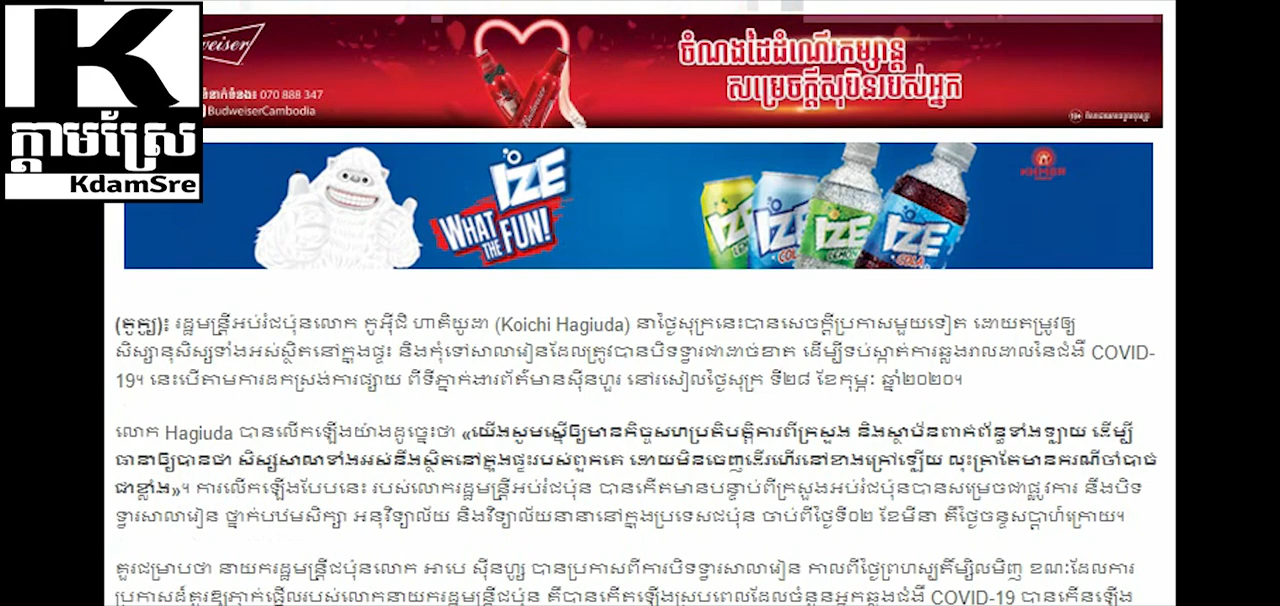 ក្ដាមស្រែ
KdamSre
weiser
ចំណងដៃដំណើរកម្សាន្ត
សម្រេចក្ដីសុបិនរបស់អ្នក
ទំនាក់ទំនង៖ 070 888 347
BudweiserCambodia
IZE
WHAT THE FUN!
IZE
IZE
IZE
IZE
COLA
(តូក្យូ)៖ រដ្ឋមន្ត្រីអប់រំជប៉ុនលោក កូអ៊ីជិ ហាគិយូដា (Koichi Hagiuda) នាថ្ងៃសុក្រនេះបានសេចក្ដីប្រកាសមួយទៀត ដោយតម្រូវឲ្យ
សិស្សានុសិស្សទាំងអស់ស្ថិតនៅក្នុងផ្ទះ និងកុំទៅសាលារៀនដែលត្រូវបានបិទទ្វារជាដាច់ខាត ដើម្បីទប់ស្កាត់ការឆ្លងរាលដាលនៃជំងឺ COVID-
19។ នេះបើតាមការដកស្រង់ការផ្សាយ ពីទីភ្នាក់ងារព័ត៌មានស៊ីនហួរ នៅរសៀលថ្ងៃសុក្រ ទី២៨ ខែកុម្ភៈ ឆ្នាំ២០២០។
លោក Hagiuda បានលើកឡើងយ៉ាងដូច្នេះថា «យើងសូមស្នើឲ្យមានកិច្ចសហប្រតិបត្តិការពីក្រសួង និងស្ថាប័នពាក់ព័ន្ធទាំងឡាយ ដើម្បី
ធានាឲ្យបានថា សិស្សសាលាទាំងអស់នឹងស្ថិតនៅក្នុងផ្ទះរបស់ពួកគេ ដោយមិនចេញដើរហើរនៅខាងក្រៅឡើយ លុះត្រាតែមានករណីចាំបាច់
ជាខ្លាំង»។ ការលើកឡើងបែបនេះ របស់លោករដ្ឋមន្ត្រីអប់រំជប៉ុន បានកើតមានបន្ទាប់ពីក្រសួងអប់រំជប៉ុនបានសម្រេចជាផ្លូវការ នឹងបិទ
ទ្វារសាលារៀន ថ្នាក់បឋមសិក្សា អនុវិទ្យាល័យ និងវិទ្យាល័យនានានៅក្នុងប្រទេសជប៉ុន ចាប់ពីថ្ងៃទី០២ ខែមីនា គឺថ្ងៃចន្ទសប្ដាហ៍ក្រោយ។
គួរជម្រាបថា នាយករដ្ឋមន្ត្រីជប៉ុនលោក អាបេ ស៊ីនហ្សូ បានប្រកាសពីការបិទទ្វារសាលារៀន កាលពីថ្ងៃព្រហស្បតិ៍ម្សិលមិញ ខណៈដែលការ
ប្រកាសដ៏គួរឲ្យភ្ញាក់ផ្អើលរបស់លោកនាយករដ្ឋមន្ត្រីជប៉ុន គឺបានកើតឡើងស្របពេលដែលចំនួនអ្នកឆ្លងជំងឺ COVID-19 បានកើនឡើង